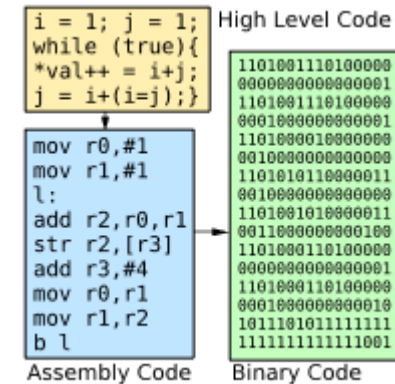 i = 1; j = 1;
while (true){
*val++ = i+j;
j = i+(i=j);}
High Level Code
mov r0,#1
mov r1,#1
l:
add r2,r0,r1
str r2,[r3]
add r3,#4
mov r0,r1
mov r1,r2
b l
Assembly Code
1101001110100000
0000000000000001
1101001110100000
0001000000000001
1101000010000000
0010000000000000
1101010110000011
0010000000000000
1101001010000011
0011000000000100
1101000110100000
0000000000000001
1101000110100000
0001000000000010
1011101011111111
1111111111111001
Binary Code